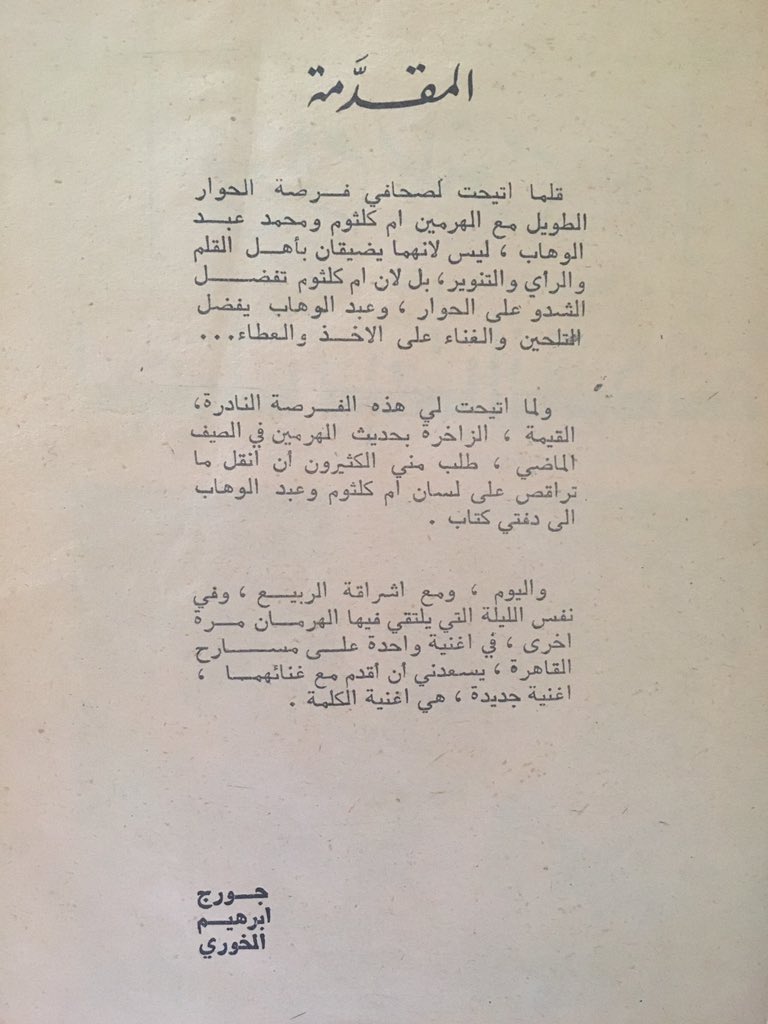 المقدَّمة
قلما اتيحت لصحافي فرصة الحوار
الطويل مع الهرمين ام كلثوم ومحمد عبد
الوهاب ، ليس لانهما يضيقان بأهل القلم
والرأي والتنوير، بل لان ام كلثوم تفضل
الشدو على الحوار ، وعبد الوهاب يفضل
التلحين والغناء على الاخذ والعطاء...
ولما اتيحت لي هذه الفرصة النادرة،
القيمة ، الزاخرة بحديث الهرمين في الصيف
الماضي ، طلب مني الكثيرون أن أنقل ما
تراقص على لسان ام كلثوم وعبد الوهاب
الى دفتي كتاب .
واليوم ، ومع اشراقة الربيع ، وفي
نفس الليلة التي يلتقي فيها الهرمان مرة
اخرى ، في اغنية واحدة على مسارح
القاهرة ، يسعدني أن أقدم مع غنائهما ،
اغنية جديدة ، هي اغنية الكلمة .
جورج
ابرهيم
الخوري